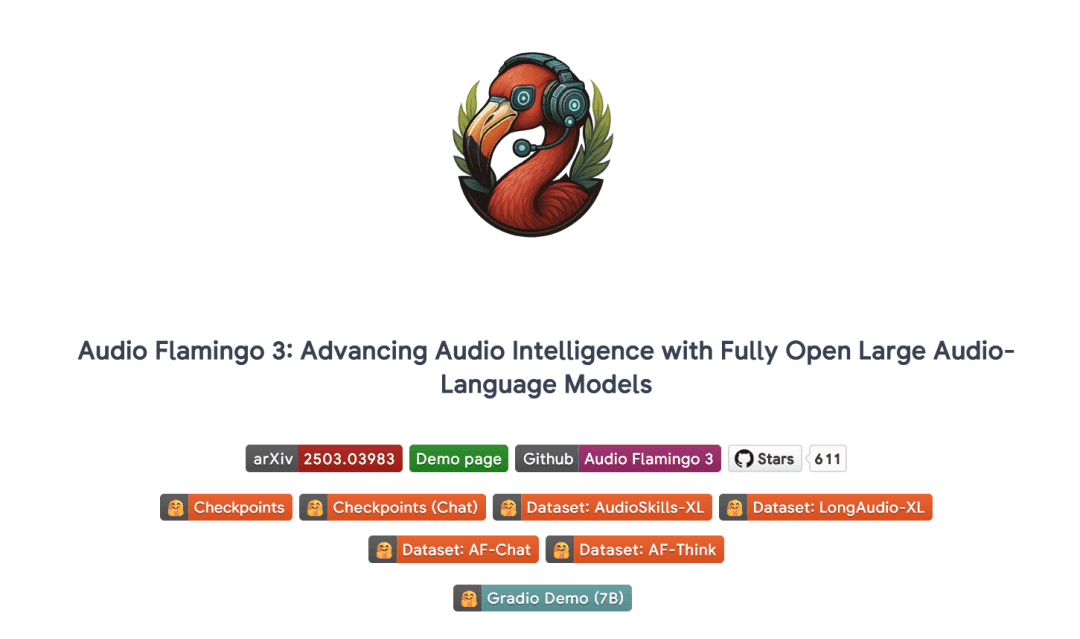 Audio Flamingo 3: Advancing Audio Intelligence with Fully Open Large Audio-
Language Models
arXiv 2503.03983 Demo page Github Audio Flamingo 3 Stars 611
Checkpoints Checkpoints (Chat) Dataset: AudioSkills-XL Dataset: LongAudio-XL
Dataset: AF-Chat Dataset: AF-Think
Gradio Demo (7B)